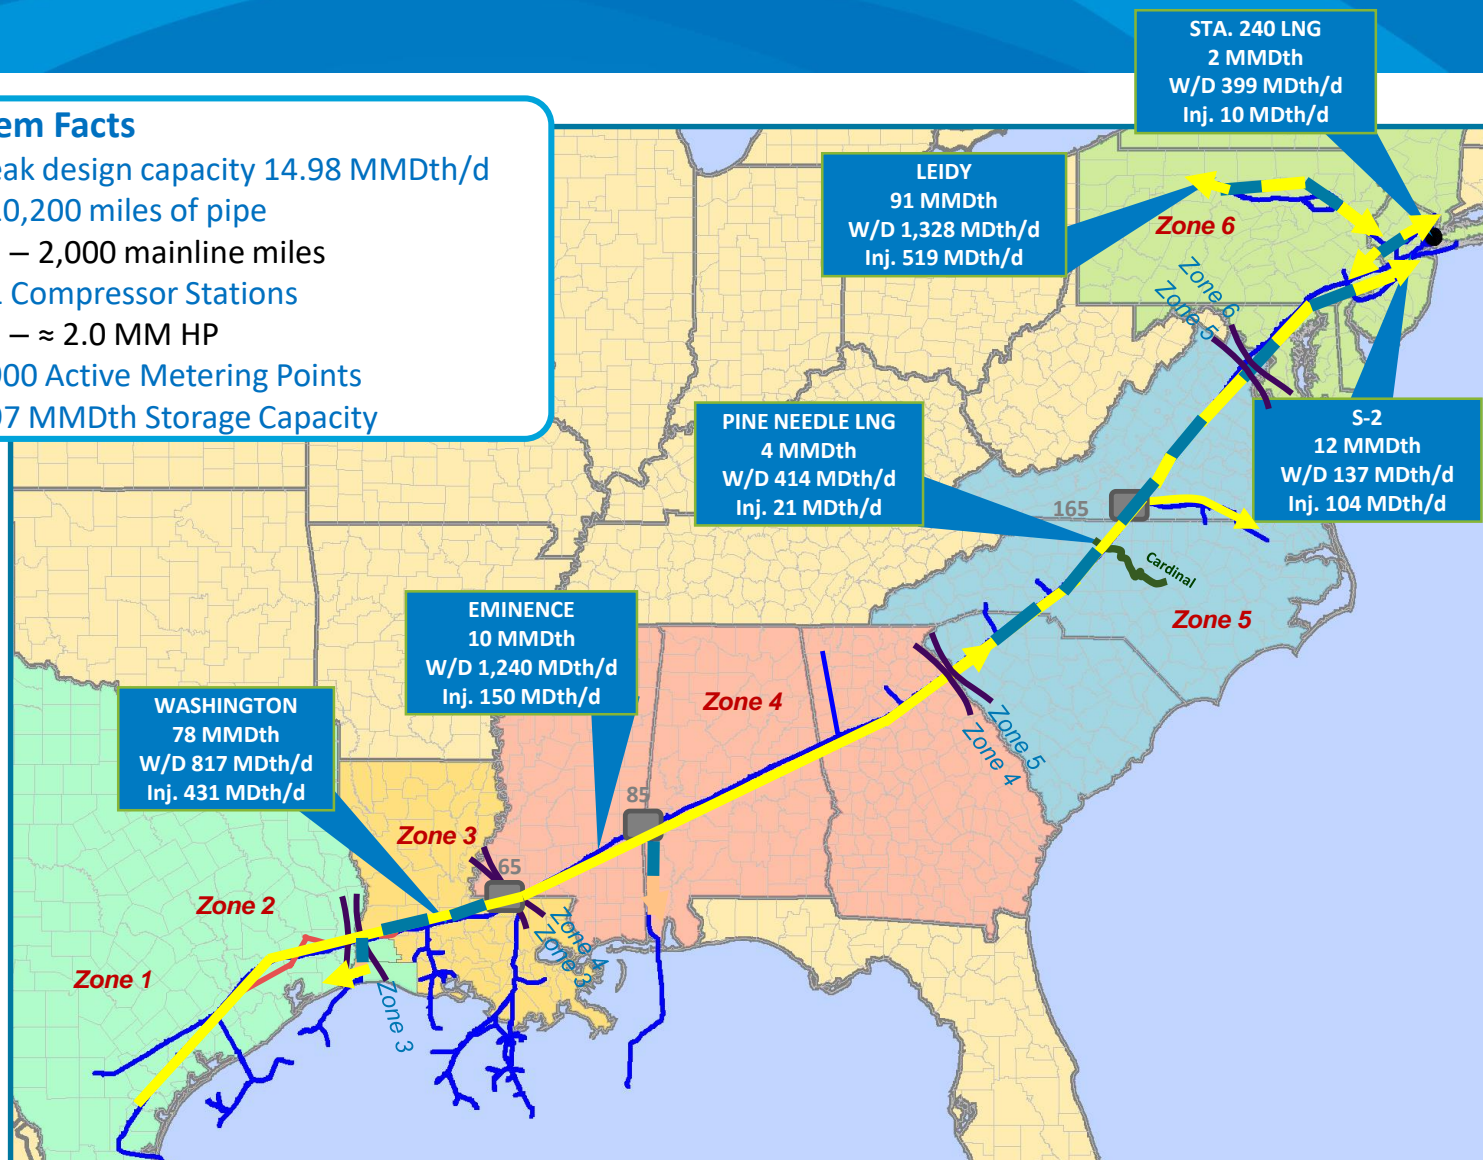 em Facts
eak design capacity 14.98 MMDth/d
0,200 miles of pipe
– 2,000 mainline miles
Compressor Stations
– ≈ 2.0 MM HP
00 Active Metering Points
97 MMDth Storage Capacity
STA. 240 LNG
2 MMDth
W/D 399 MDth/d
Inj. 10 MDth/d
LEIDY
91 MMDth
W/D 1,328 MDth/d
Inj. 519 MDth/d
Zone 6
Zone 6
Zone 5
S-2
12 MMDth
W/D 137 MDth/d
Inj. 104 MDth/d
PINE NEEDLE LNG
4 MMDth
W/D 414 MDth/d
Inj. 21 MDth/d
165
Cardinal
Zone 5
EMINENCE
10 MMDth
W/D 1,240 MDth/d
Inj. 150 MDth/d
Zone 4
Zone 5
Zone 4
WASHINGTON
78 MMDth
W/D 817 MDth/d
Inj. 431 MDth/d
85
Zone 3
65
Zone 4
Zone 3
Zone 2
Zone 1
Zone 3